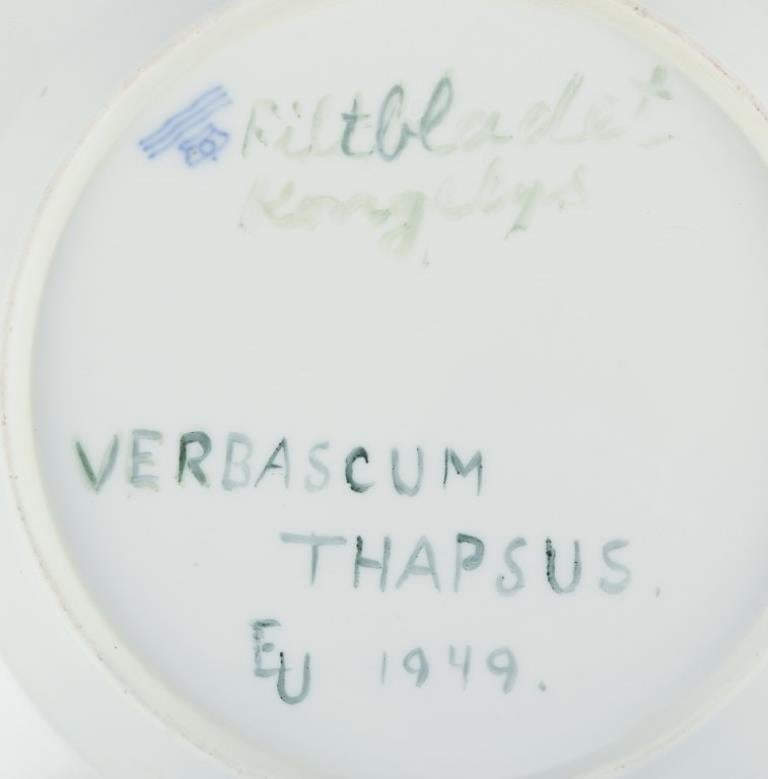 Filtbladet
Kongelys
VERBASCUM
THAPSUS.
EU 1949.